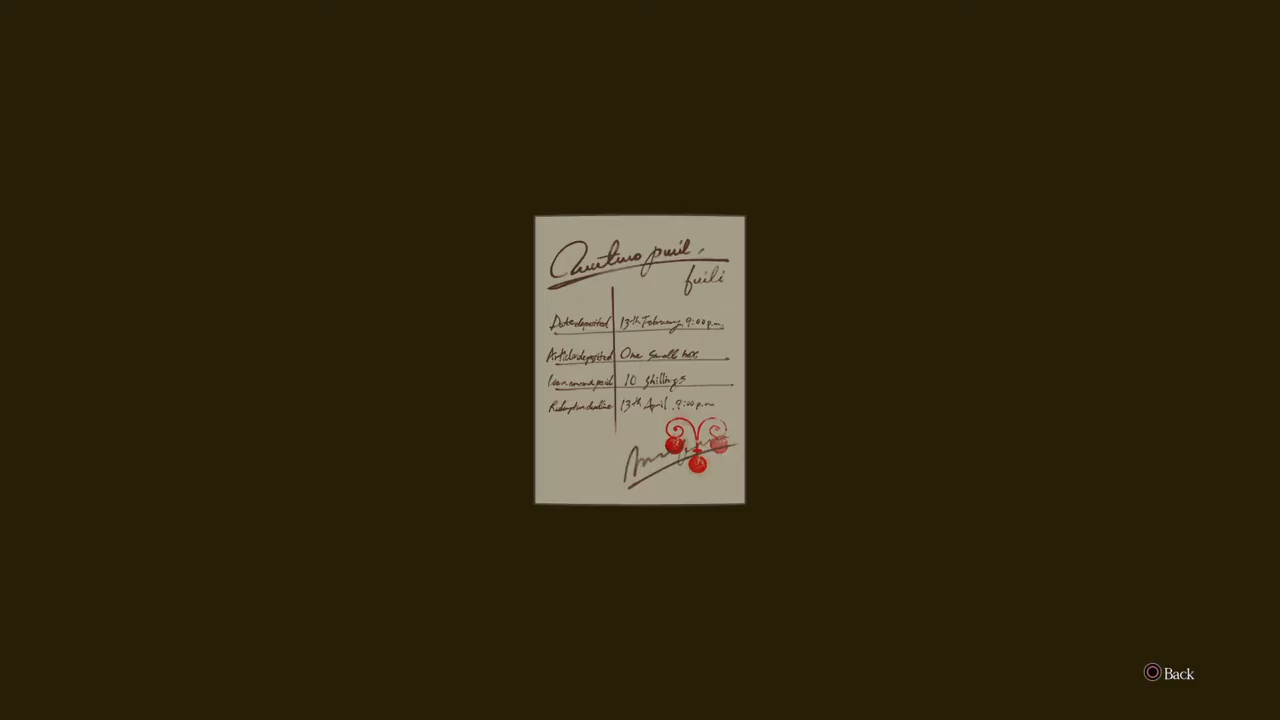 Date deposited 13th February, 9:00 p.m.
Article deposited One small box
Loan amount paid 10 shillings
Redemption deadline 13th April, 9:00 p.m.
Back